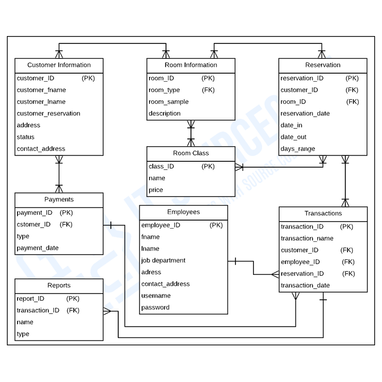 Customer Information
customer_ID (PK)
customer_fname
customer_lname
customer_reservation
address
status
contact_address
Room Information
room_ID (PK)
room_type (FK)
room_sample
description
Reservation
reservation_ID (PK)
customer_ID (FK)
room_ID (FK)
reservation_date
date_in
date_out
days_range
Room Class
class_ID (PK)
name
price
Payments
payment_ID (PK)
cstomer_ID (FK)
type
payment_date
Employees
employee_ID (PK)
fname
lname
job department
adress
contact_address
username
password
Transactions
transaction_ID (PK)
transaction_name
customer_ID (FK)
employee_ID (FK)
reservation_ID (FK)
transaction_date
Reports
report_ID (PK)
transaction_ID (FK)
name
type